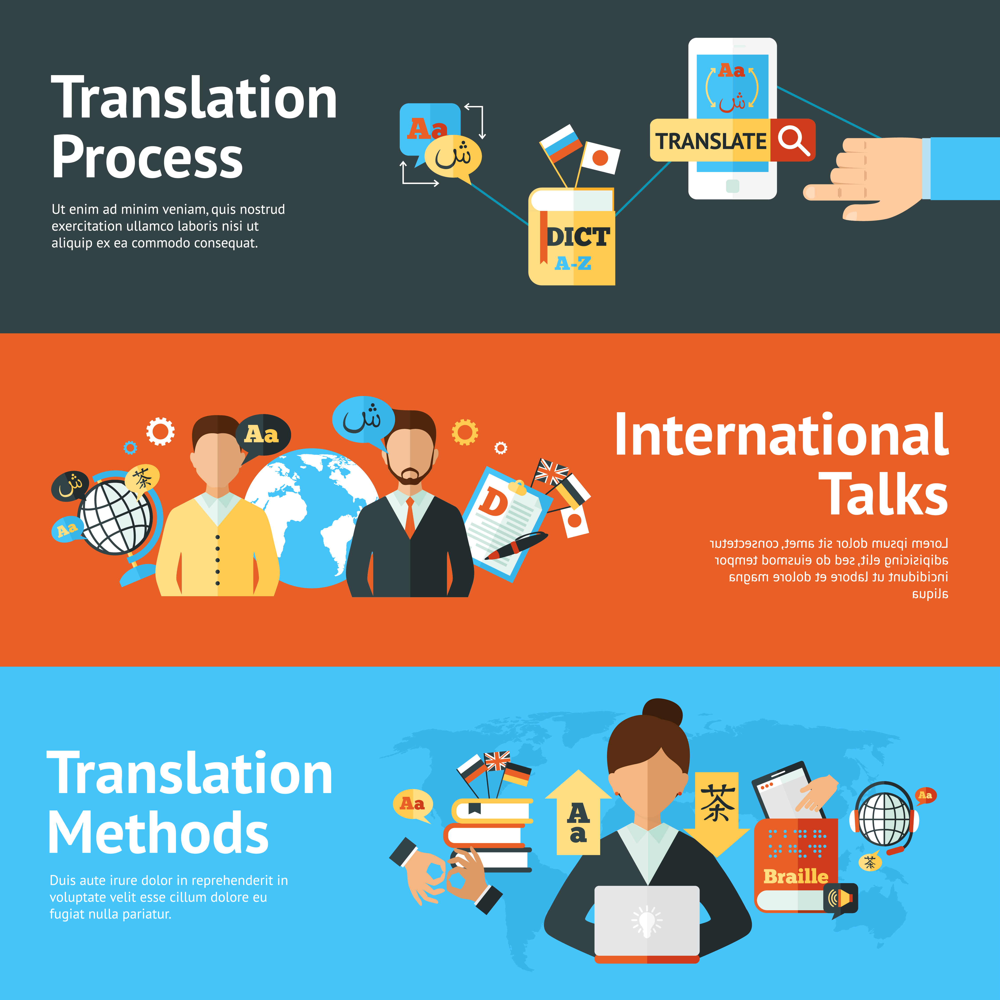 Translation
Process
Ut enim ad minim veniam, quis nostrud
exercitation ullamco laboris nisi ut
aliquip ex ea commodo consequat.
Aa
ش
DICT
A-Z
Aa
ش
TRANSLATE
ش
茶
Aa
Aa
ش
D
International
Talks
Lorem ipsum dolor sit amet, consectetur
adipisicing elit, sed do eiusmod tempor
incididunt ut labore et dolore magna
aliqua
Translation
Methods
Duis aute irure dolor in reprehenderit in
voluptate velit esse cillum dolore eu
fugiat nulla pariatur.
Aa
A
a
茶
Braille
Aa
茶